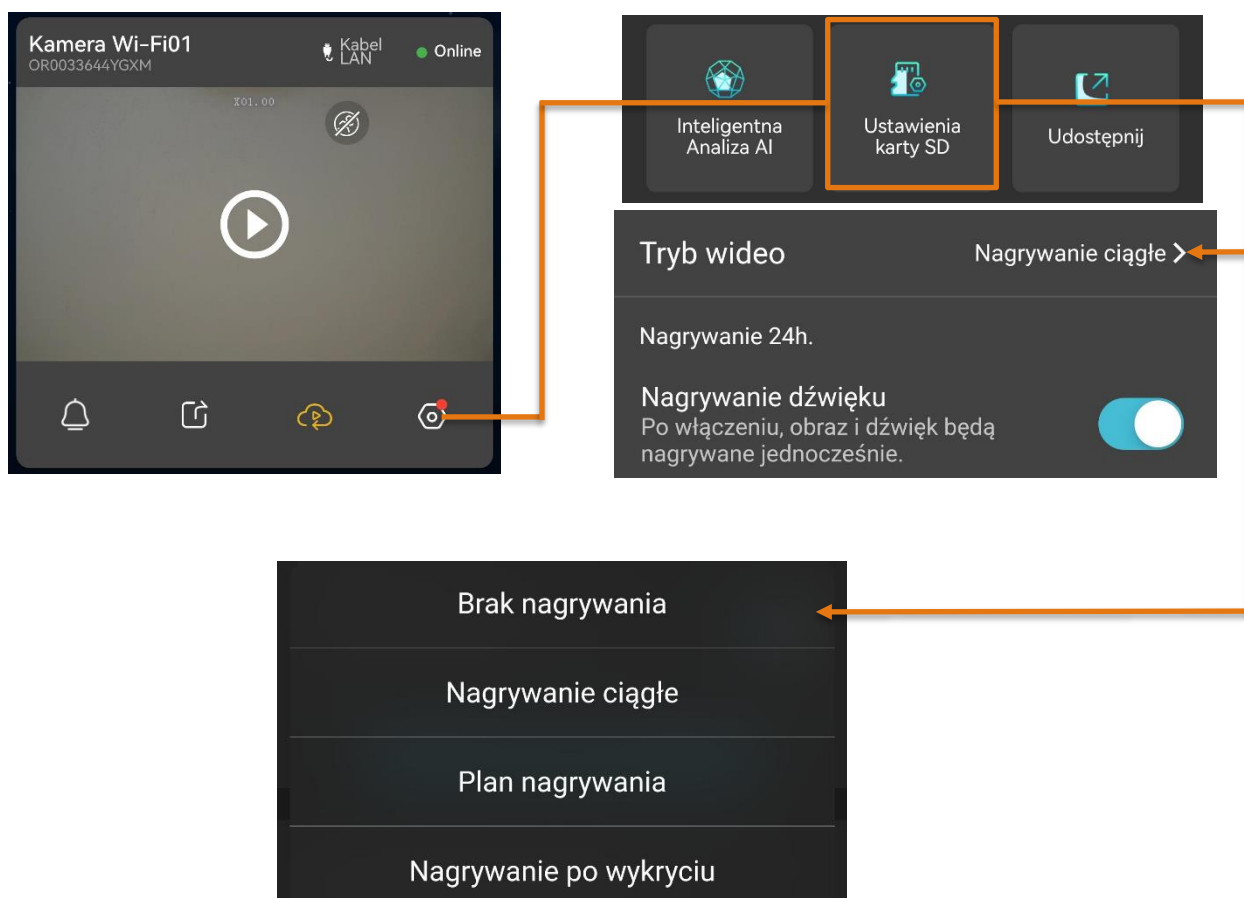 Kamera Wi-Fi01
OR0033644YGXM
Kabel
LAN
Online
X01.00
Inteligentna
Analiza AI
Ustawienia
karty SD
Udostępnij
Tryb wideo
Nagrywanie ciągłe
Nagrywanie 24h.
Nagrywanie dźwięku
Po włączeniu, obraz i dźwięk będą
nagrywane jednocześnie.
Brak nagrywania
Nagrywanie ciągłe
Plan nagrywania
Nagrywanie po wykryciu